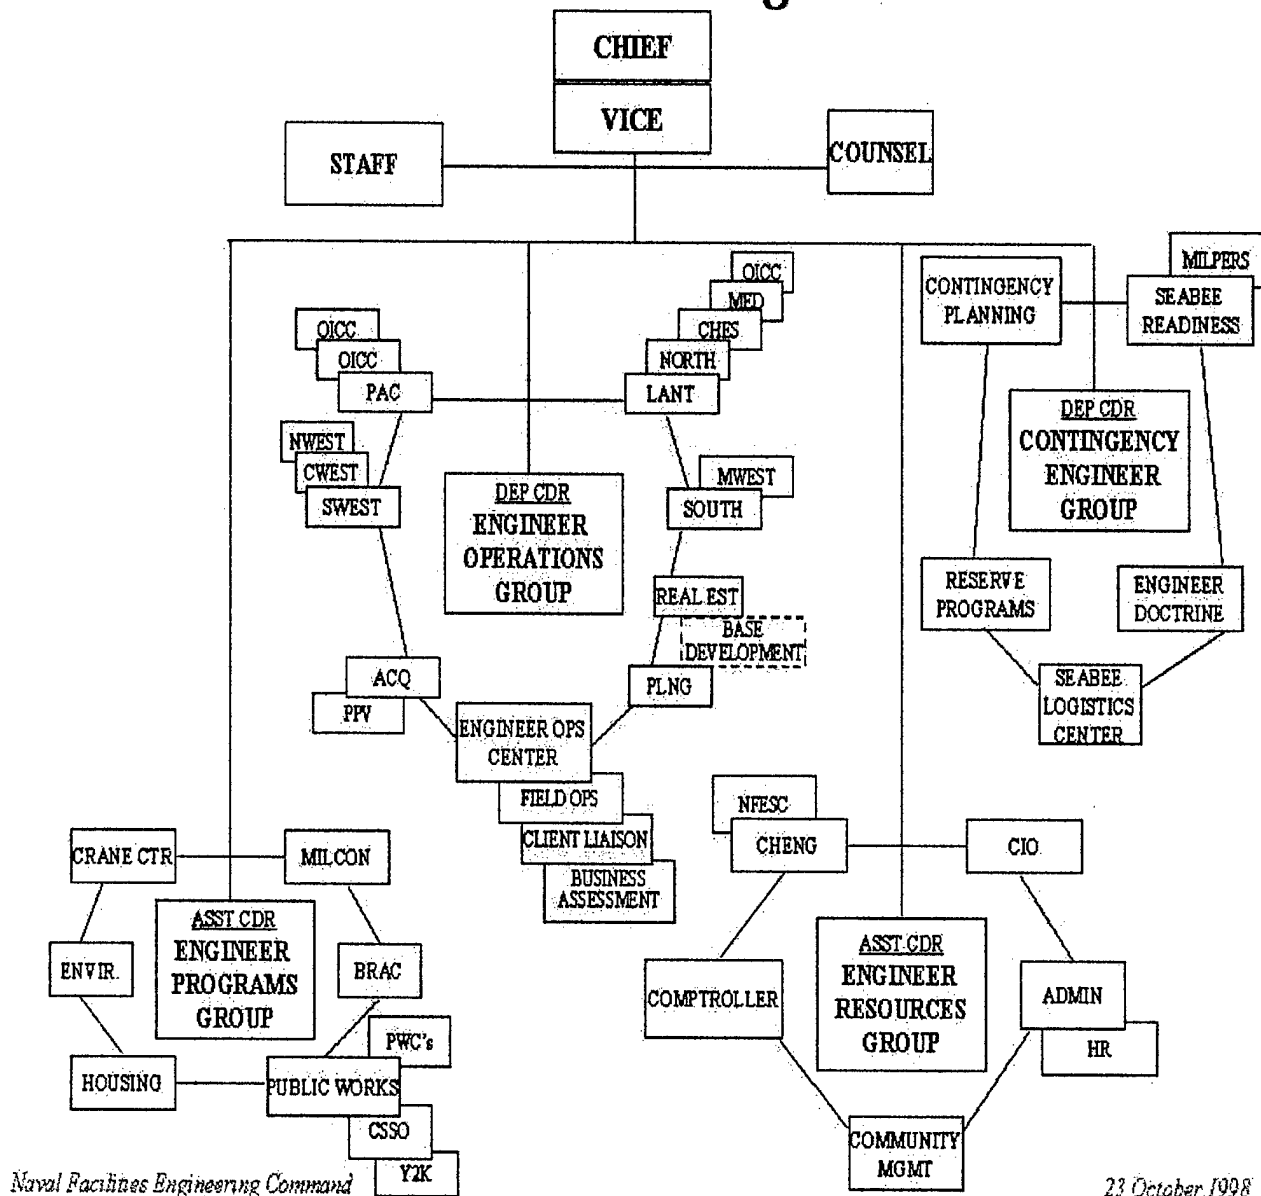 CHIEF
VICE
STAFF
COUNSEL
OICC
OICC
PAC
OICC
MED
CHES
NORTH
LANT
MILPERS
CONTINGENCY
PLANNING
SEABEE
READINESS
NWEST
CWEST
SWEST
DEP CDR
ENGINEER
OPERATIONS
GROUP
MWEST
SOUTH
DEP CDR
CONTINGENCY
ENGINEER
GROUP
REAL EST
BASE
DEVELOPMENT
PLNG
RESERVE
PROGRAMS
ENGINEER
DOCTRINE
SEABEE
LOGISTICS
CENTER
ACQ
PPV
ENGINEER OPS
CENTER
FIELD OPS
CLIENT LIAISON
BUSINESS
ASSESSMENT
CRANE CTR
MILCON
ENVIR.
ASST CDR
ENGINEER
PROGRAMS
GROUP
BRAC
HOUSING
PWC's
PUBLIC WORKS
CSSO
Y2K
NFESC
CHENG
CIO
COMPTROLLER
ASST CDR
ENGINEER
RESOURCES
GROUP
ADMIN
HR
COMMUNITY
MGMT
Naval Facilities Engineering Command
23 October 1998